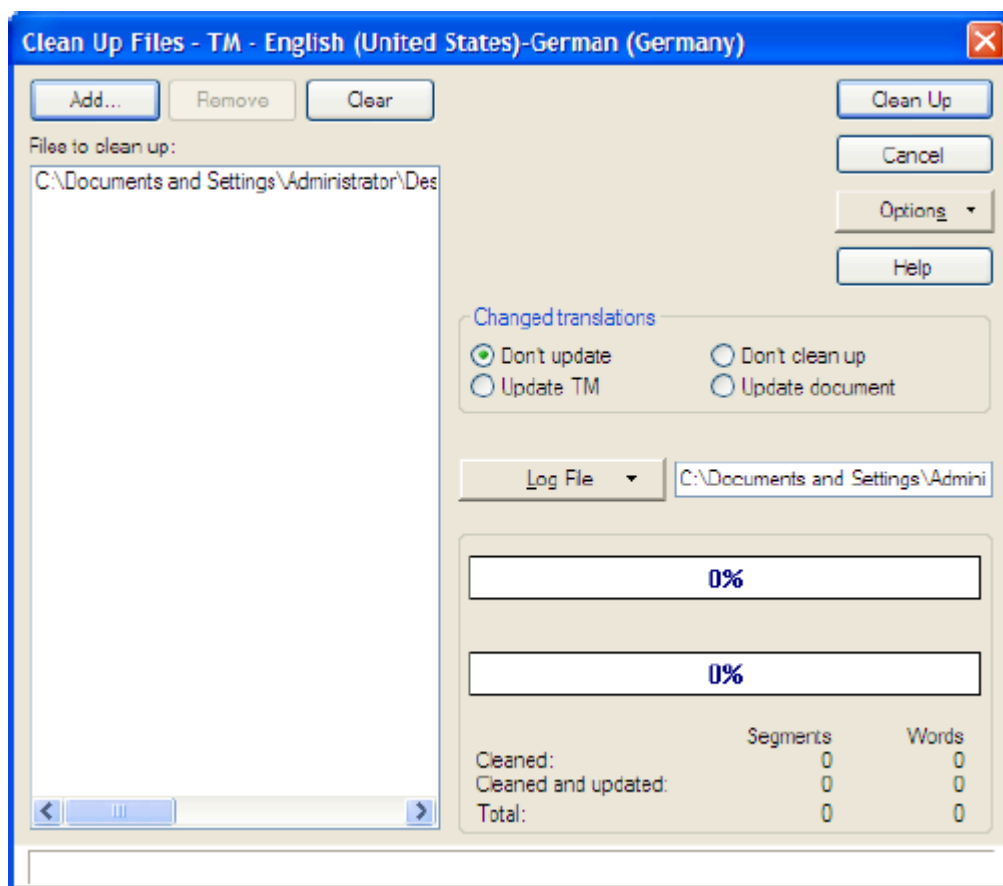 Clean Up Files - TM - English (United States)-German (Germany)
Add... Remove Clear
Clean Up
Files to clean up:
Cancel
C:\Documents and Settings\Administrator\Des
Options
Help
Changed translations
Don't update Don't clean up
Update TM Update document
Log File C:\Documents and Settings\Admini
0%
0%
Segments Words
Cleaned: 0 0
Cleaned and updated: 0 0
Total: 0 0